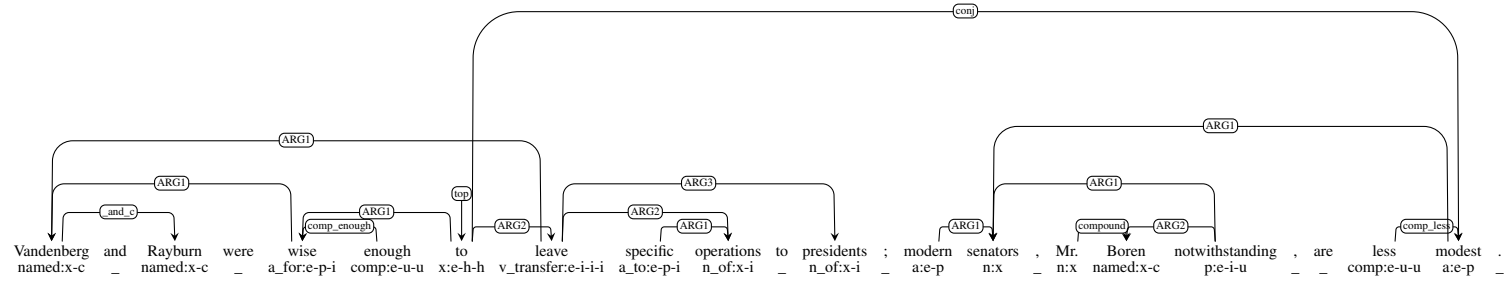 conj
ARG1 ARG1
ARG1 top ARG3 ARG1
_and_c ARG1 ARG2 ARG2
comp_enough ARG1 ARG1 compound ARG2 comp_less
Vandenberg and Rayburn were wise enough to leave specific operations to presidents ; modern senators , Mr. Boren notwithstanding , are less modest .
named:x-c _ named:x-c _ a_for:e-p-i comp:e-u-u x:e-h-h v_transfer:e-i-i-i a_to:e-p-i n_of:x-i _ n_of:x-i _ a:e-p n:x _ n:x named:x-c p:e-i-u _ _ comp:e-u-u a:e-p _